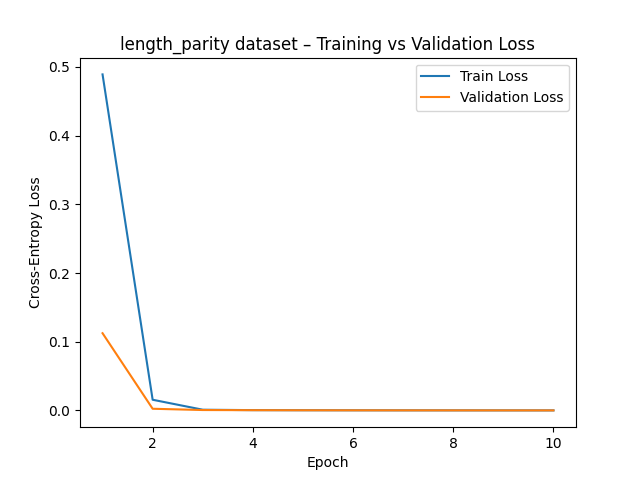 length_parity dataset – Training vs Validation Loss
Train Loss
Validation Loss
Cross-Entropy Loss
0.5
0.4
0.3
0.2
0.1
0.0
2
4
6
8
10
Epoch